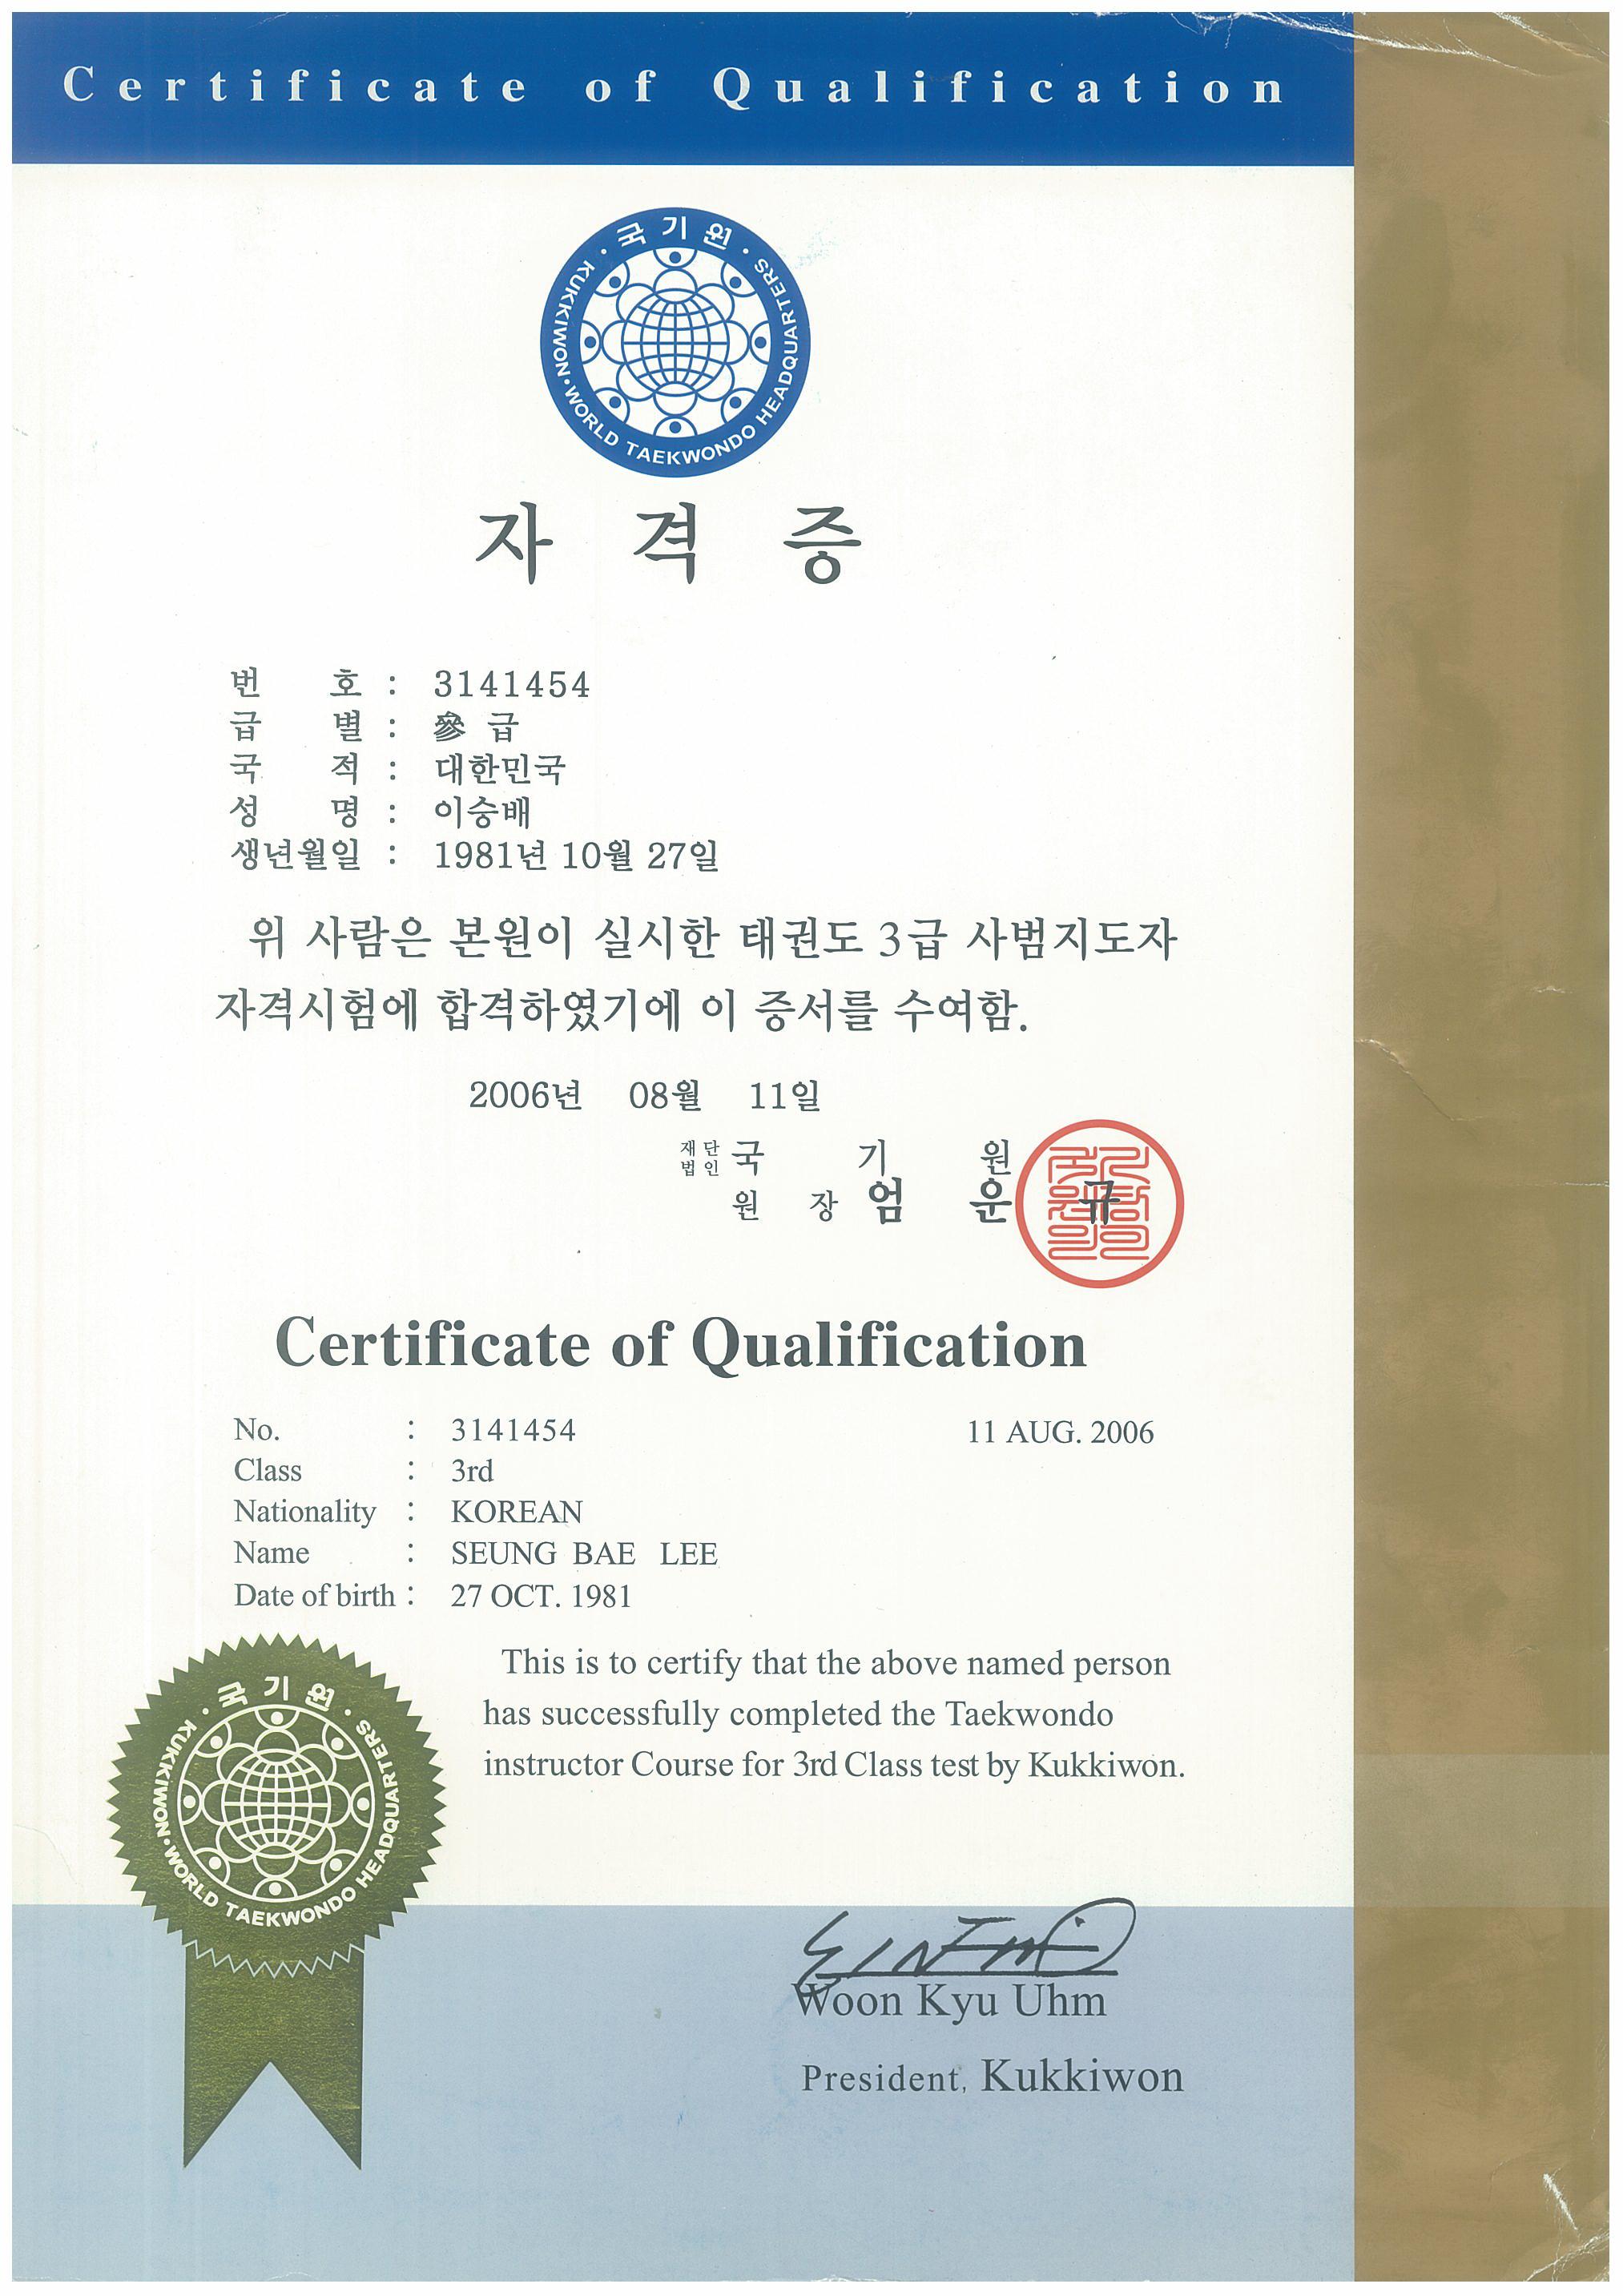 Certificate of Qualification
국기원
KUKKIWON·WORLD TAEKWONDO HEADQUARTERS
자격증
번 호 : 3141454
급 별 : 參 급
국 적 : 대한민국
성 명 : 이승배
생년월일 : 1981년 10월 27일
위 사람은 본원이 실시한 태권도 3급 사범지도자
자격시험에 합격하였기에 이 증서를 수여함.
2006년 08월 11일
재단법인 국 기 원
원 장 엄 운 규
Certificate of Qualification
No. : 3141454 11 AUG. 2006
Class : 3rd
Nationality : KOREAN
Name : SEUNG BAE LEE
Date of birth : 27 OCT. 1981
This is to certify that the above named person
has successfully completed the Taekwondo
instructor Course for 3rd Class test by Kukkiwon.
국기원
KUKKIWON·WORLD TAEKWONDO HEADQUARTERS
Woon Kyu Uhm
President, Kukkiwon